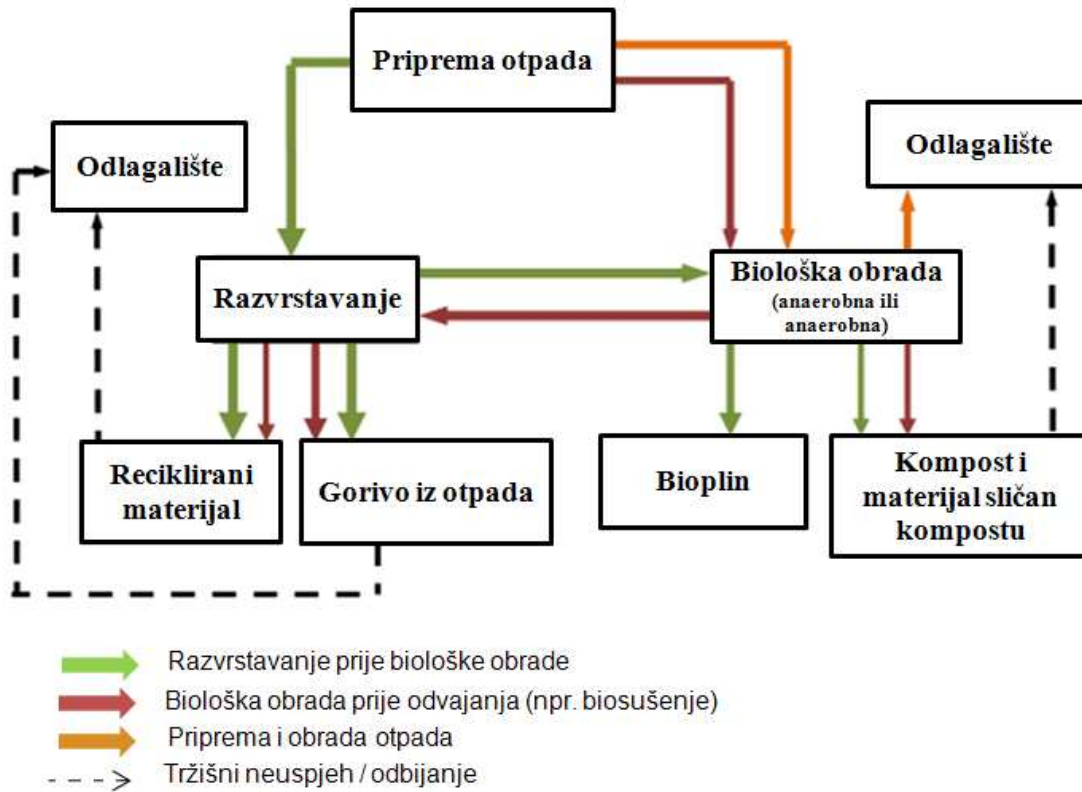 Priprema otpada
Odlagalište
Odlagalište
Razvrstavanje
Biološka obrada
(anaerobna ili
anaerobna)
Reciklirani
materijal
Gorivo iz otpada
Bioplin
Kompost i
materijal sličan
kompostu
Razvrstavanje prije biološke obrade
Biološka obrada prije odvajanja (npr. biosušenje)
Priprema i obrada otpada
Tržišni neuspjeh / odbijanje